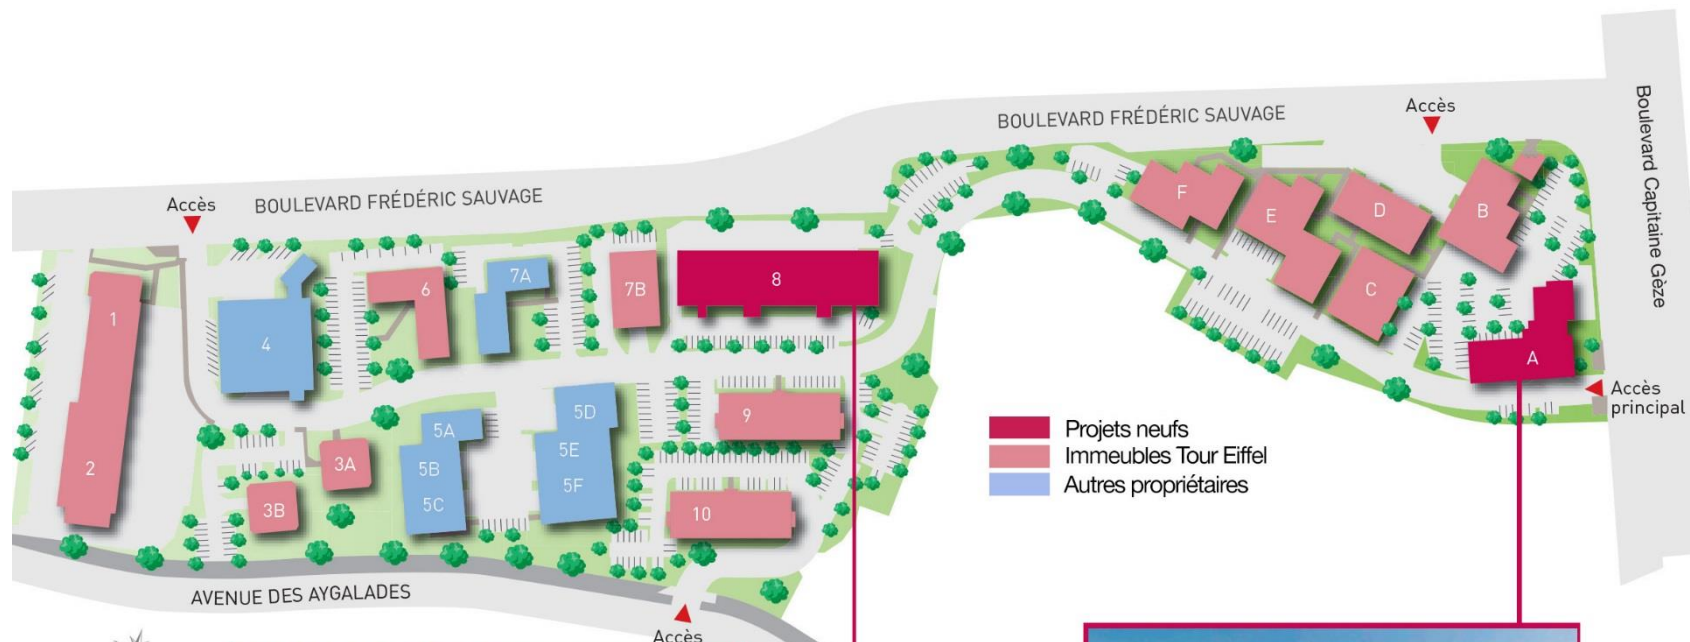 BOULEVARD FRÉDÉRIC SAUVAGE
Accès
Boulevard Capitaine Gèze
Accès
BOULEVARD FRÉDÉRIC SAUVAGE
F
E
D
B
C
A
Accès
principal
1
2
4
6
7A
7B
8
3A
3B
5A
5B
5C
5D
5E
5F
9
10
Projets neufs
Immeubles Tour Eiffel
Autres propriétaires
AVENUE DES AYGALADES
Accès